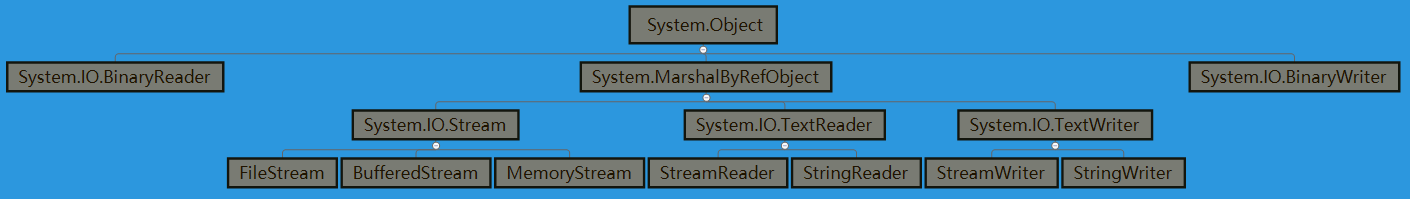 System.Object
System.IO.BinaryReader
System.MarshalByRefObject
System.IO.BinaryWriter
System.IO.Stream
System.IO.TextReader
System.IO.TextWriter
FileStream
BufferedStream
MemoryStream
StreamReader
StringReader
StreamWriter
StringWriter